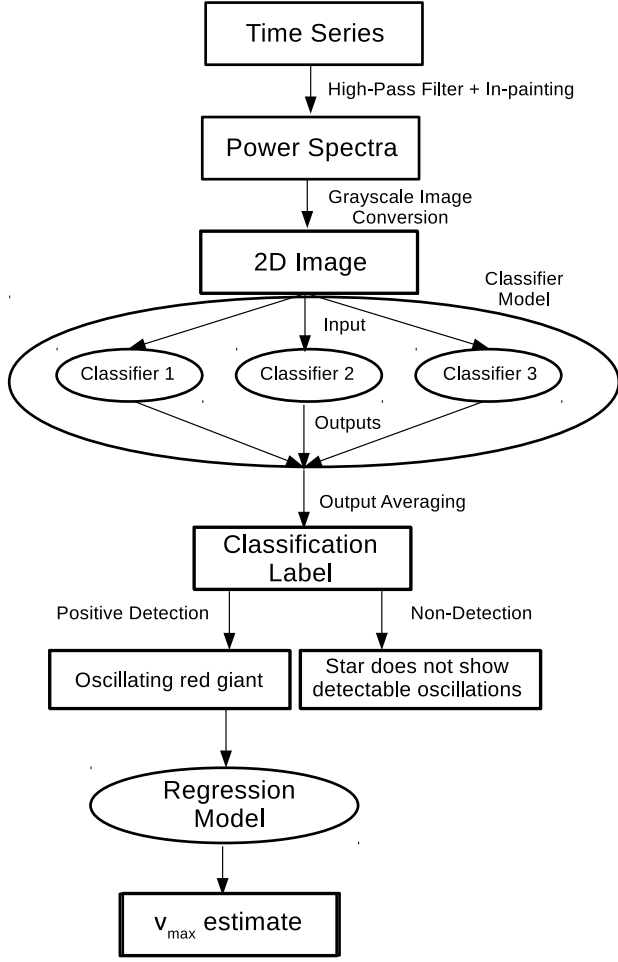 Time Series
High-Pass Filter + In-painting
Power Spectra
Grayscale Image
Conversion
2D Image
Classifier
Model
Input
Classifier 1
Classifier 2
Classifier 3
Outputs
Output Averaging
Classification
Label
Positive Detection
Non-Detection
Oscillating red giant
Star does not show
detectable oscillations
Regression
Model
νmax estimate